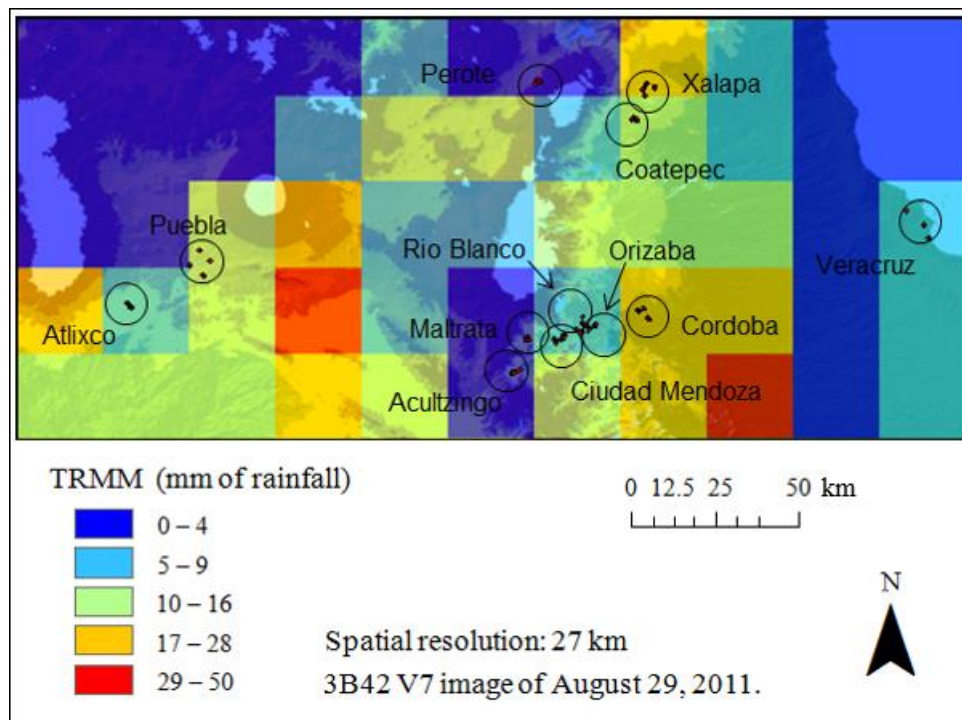 Perote
Xalapa
Coatepec
Puebla
Rio Blanco
Orizaba
Veracruz
Atlixco
Maltrata
Cordoba
Acultzingo
Ciudad Mendoza
TRMM (mm of rainfall)
0 – 4
5 – 9
10 – 16
17 – 28
29 – 50
0 12.5 25 50 km
N
Spatial resolution: 27 km
3B42 V7 image of August 29, 2011.